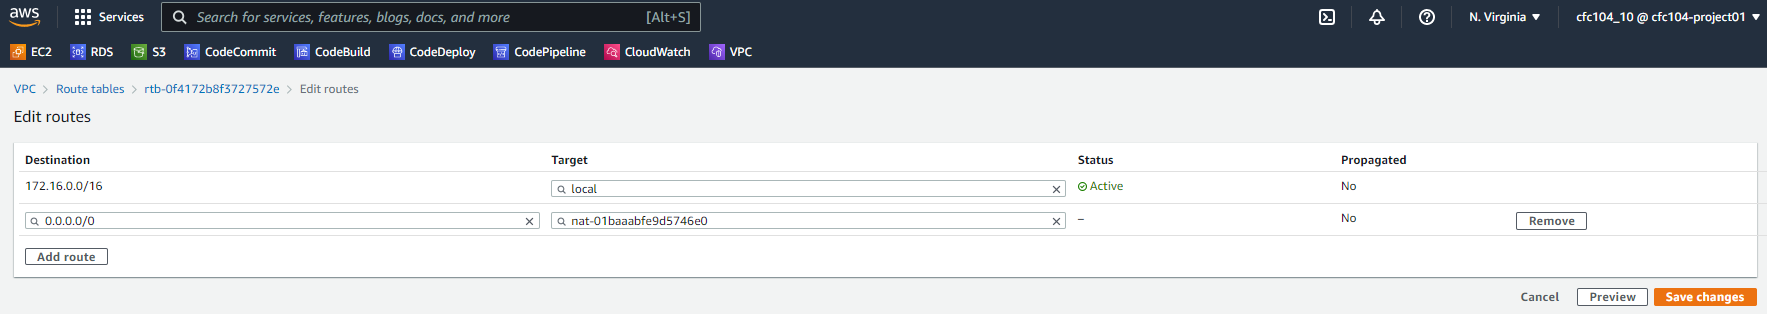 aws Services Search for services, features, blogs, docs, and more [Alt+S] N. Virginia ▼ cfc104_10 @ cfc104-project01 ▼
EC2 RDS S3 CodeCommit CodeBuild CodeDeploy CodePipeline CloudWatch VPC
VPC > Route tables > rtb-0f4172b8f3727572e > Edit routes
Edit routes
Destination Target Status Propagated
172.16.0.0/16 local Active No
0.0.0.0/0 nat-01baaabfe9d5746e0 – No Remove
Add route
Cancel Preview Save changes